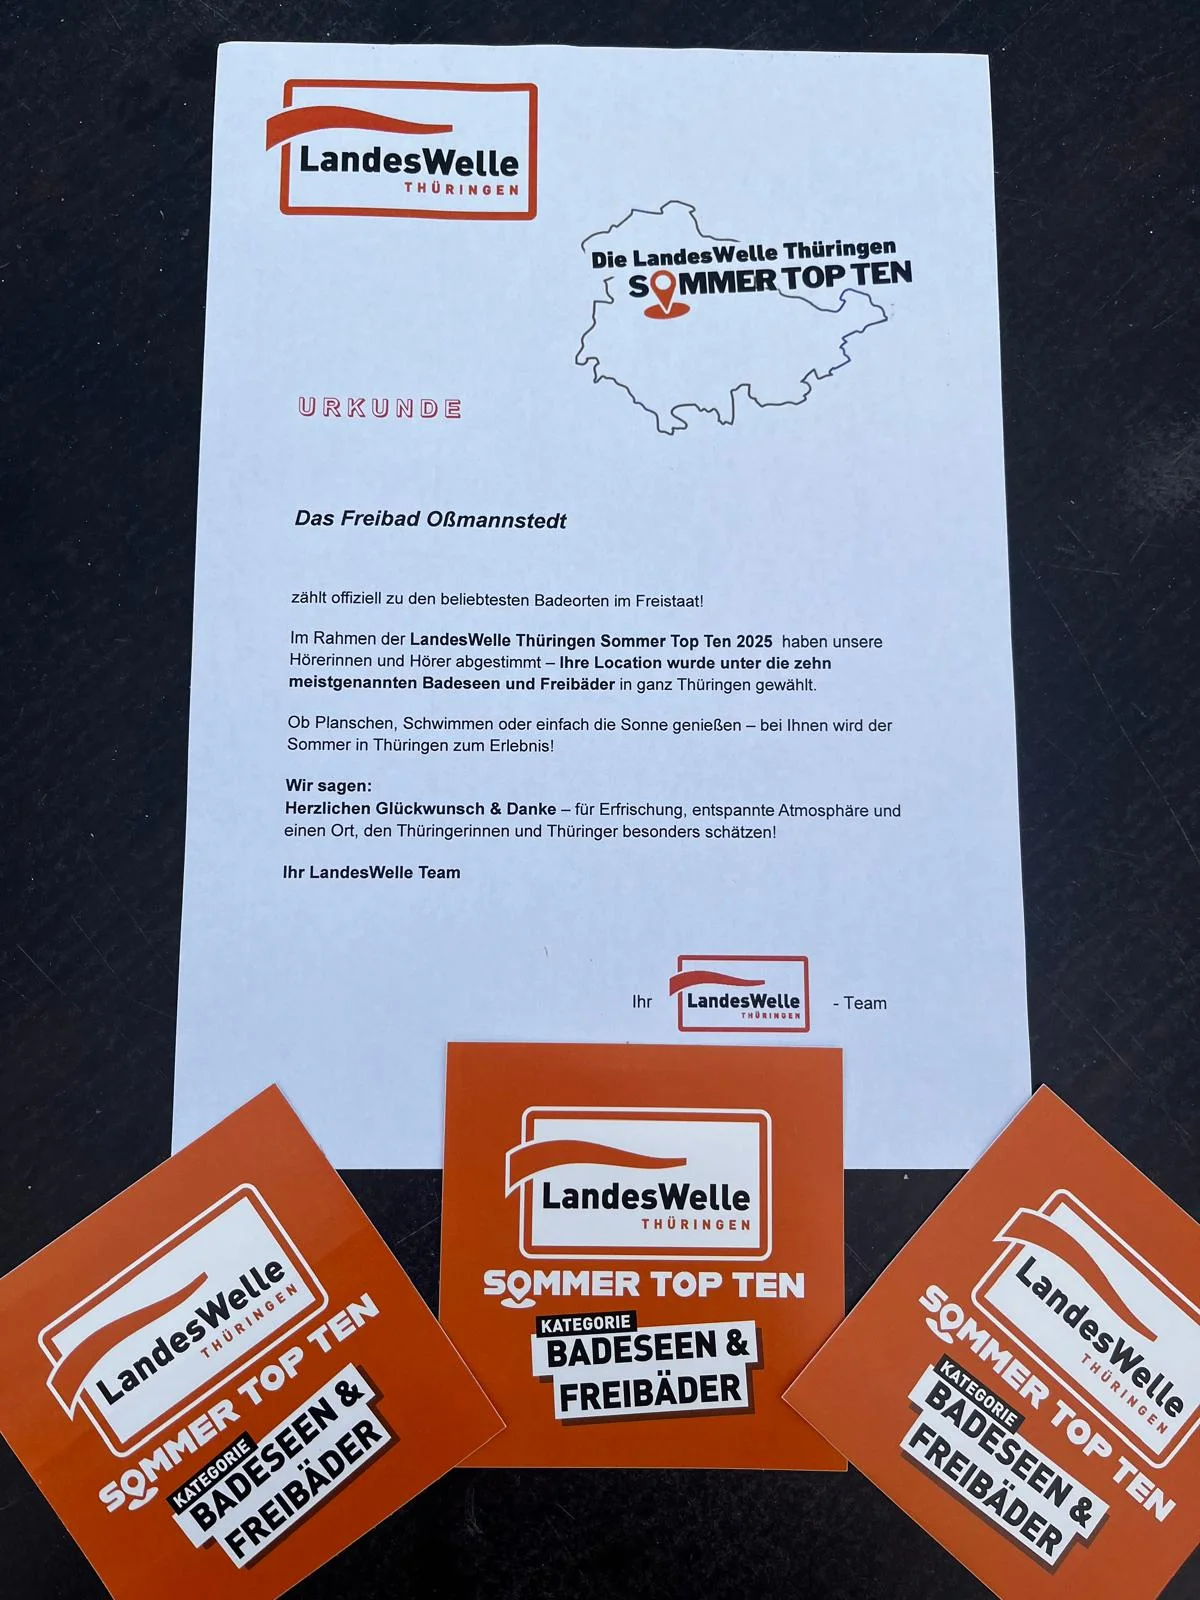 LandesWelle
THÜRINGEN
Die LandesWelle Thüringen
SOMMER TOP TEN
URKUNDE
Das Freibad Oßmannstedt
zählt offiziell zu den beliebtesten Badeorten im Freistaat!
Im Rahmen der LandesWelle Thüringen Sommer Top Ten 2025 haben unsere
Hörerinnen und Hörer abgestimmt – Ihre Location wurde unter die zehn
meistgenannten Badeseen und Freibäder in ganz Thüringen gewählt.
Ob Planschen, Schwimmen oder einfach die Sonne genießen – bei Ihnen wird der
Sommer in Thüringen zum Erlebnis!
Wir sagen:
Herzlichen Glückwunsch & Danke – für Erfrischung, entspannte Atmosphäre und
einen Ort, den Thüringerinnen und Thüringer besonders schätzen!
Ihr LandesWelle Team
Ihr LandesWelle - Team
THÜRINGEN
LandesWelle
THÜRINGEN
SOMMER TOP TEN
KATEGORIE
BADESEEN &
FREIBÄDER
LandesWelle
THÜRINGEN
SOMMER TOP TEN
KATEGORIE
BADESEEN &
FREIBÄDER
LandesWelle
THÜRINGEN
SOMMER TOP TEN
KATEGORIE
BADESEEN &
FREIBÄDER